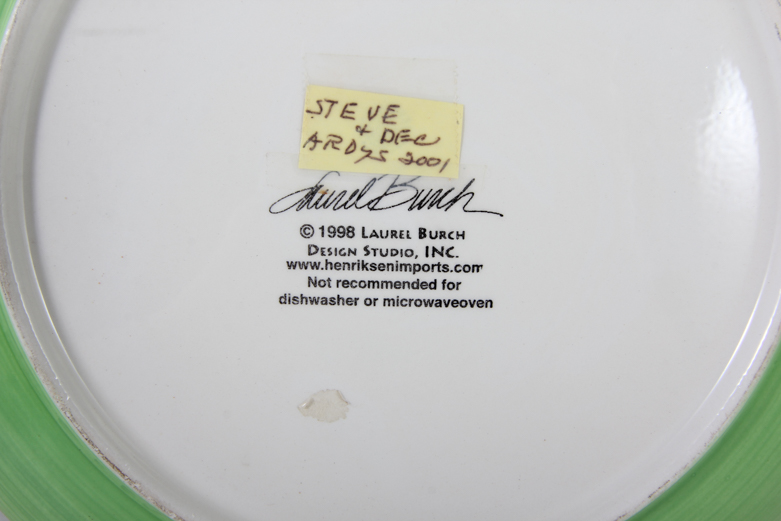 STEVE
+ DEC
ARDYS 2001
Laurel Burch
© 1998 LAUREL BURCH
DESIGN STUDIO, INC.
www.henriksenimports.com
Not recommended for
dishwasher or microwaveoven